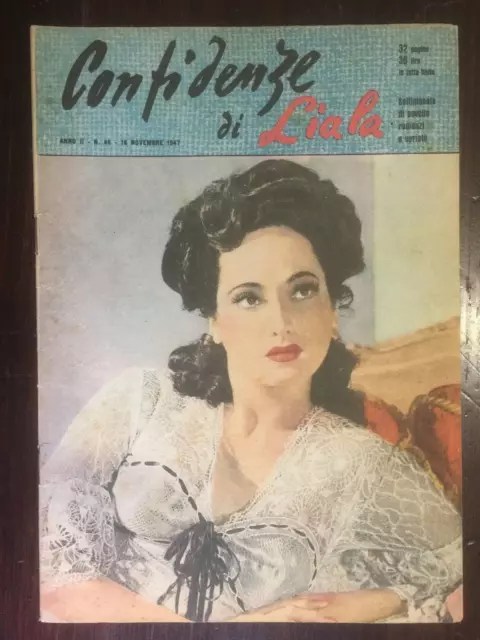 Confidenze
di Liala
32 pagine
30 lire
in tutta Italia
Settimanale
di novelle
romanzi
e varietà
ANNO II - N. 46 - 16 NOVEMBRE 1947